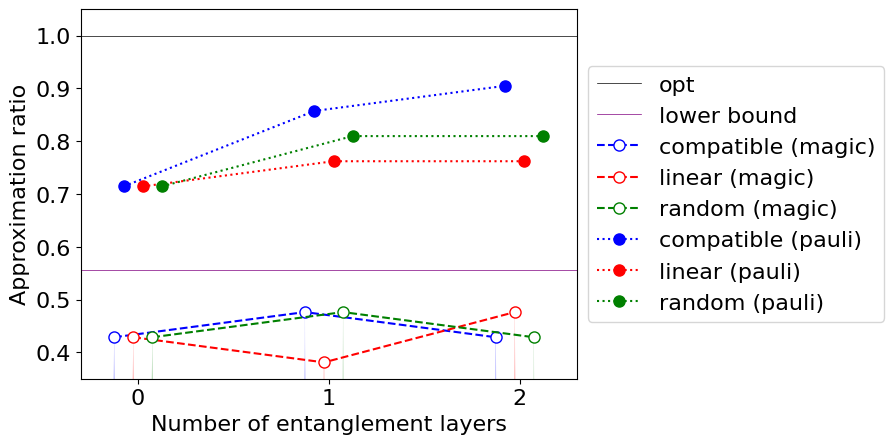 1.0
0.9
0.8
0.7
0.6
0.5
0.4
Approximation ratio
0
1
2
Number of entanglement layers
opt
lower bound
compatible (magic)
linear (magic)
random (magic)
compatible (pauli)
linear (pauli)
random (pauli)